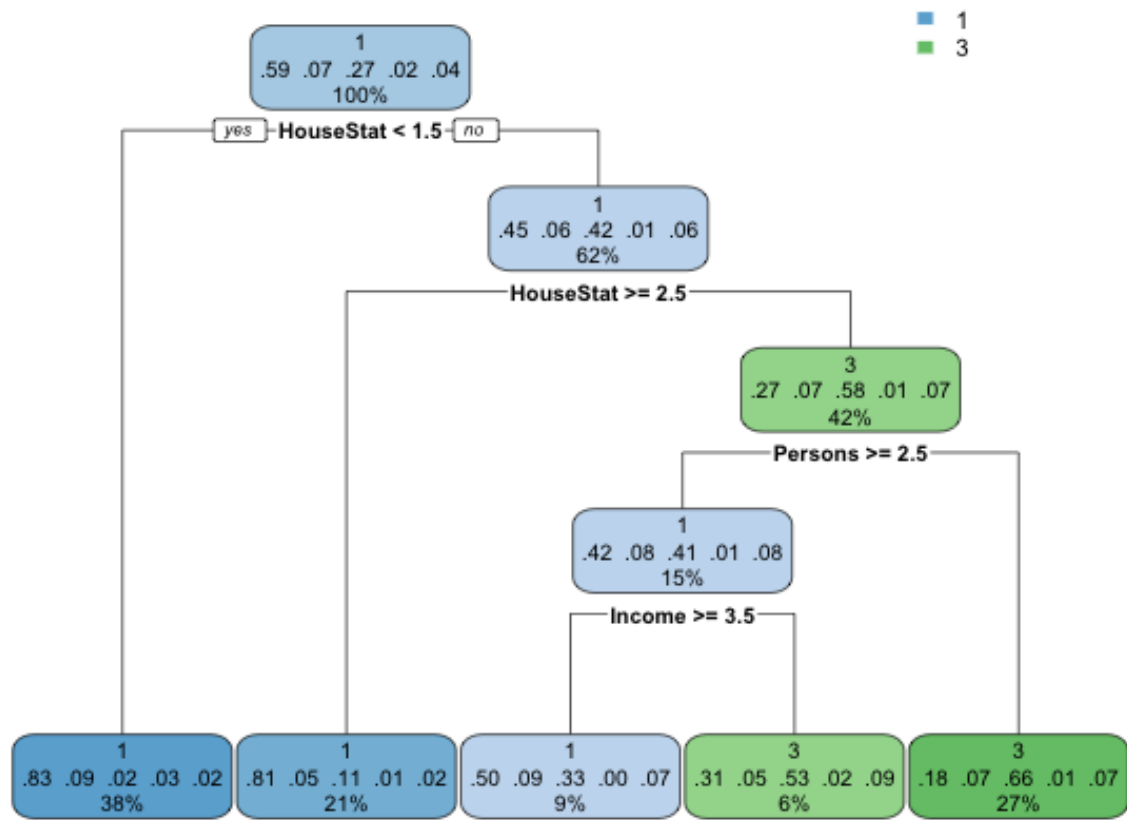 1
3
1
.59 .07 .27 .02 .04
100%
yes HouseStat < 1.5 no
1
.45 .06 .42 .01 .06
62%
HouseStat >= 2.5
3
.27 .07 .58 .01 .07
42%
Persons >= 2.5
1
.42 .08 .41 .01 .08
15%
Income >= 3.5
1
.83 .09 .02 .03 .02
38%
1
.81 .05 .11 .01 .02
21%
1
.50 .09 .33 .00 .07
9%
3
.31 .05 .53 .02 .09
6%
3
.18 .07 .66 .01 .07
27%